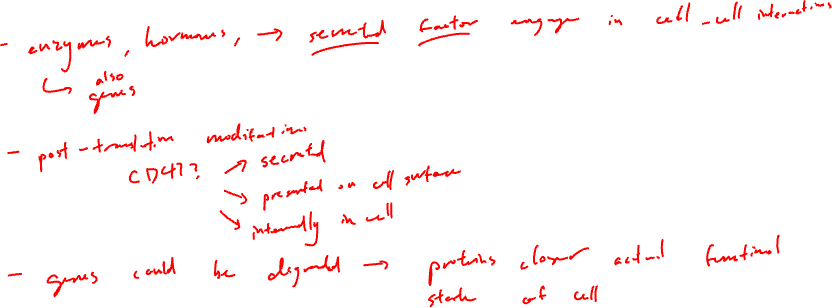 - enzymes, hormones, → secreted factor engage in cell-cell interactions
↳ also genes
- post-translation modifications
CD47? → secreted
→ presented on cell surface
→ internally in cell
- genes could be degraded → proteins closer actual functional
state of cell